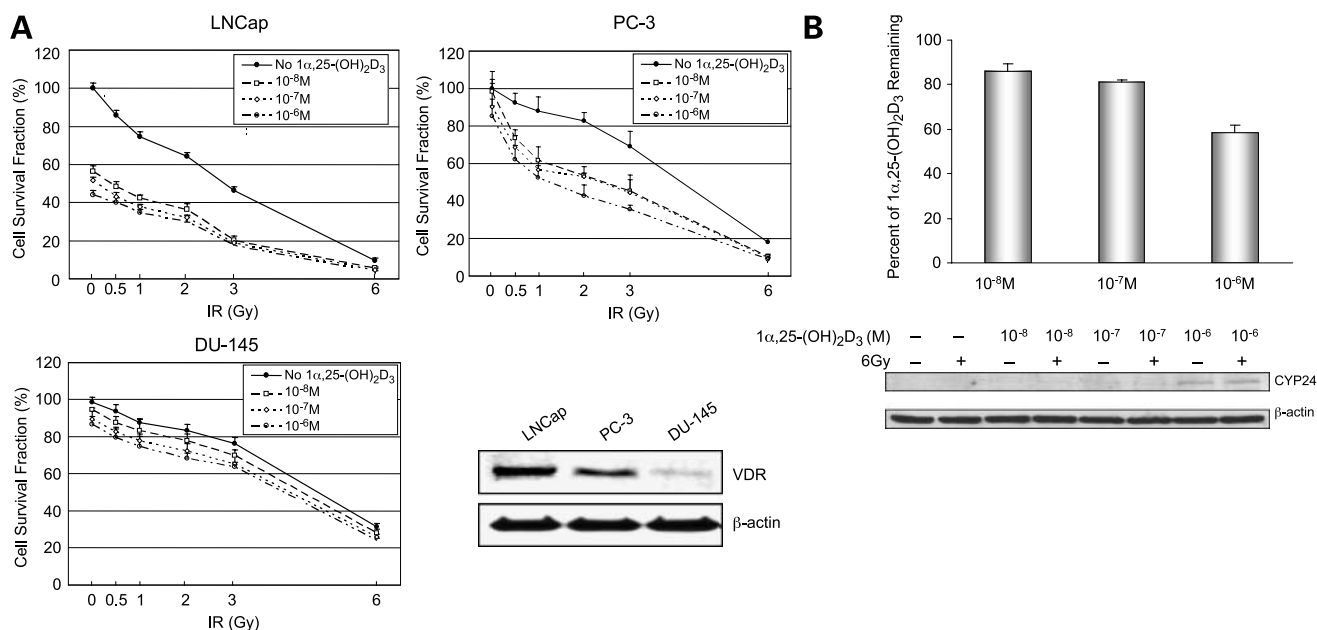 A
LNCap
Cell Survival Fraction (%)
120
100
80
60
40
20
0
No 1α,25-(OH)₂D₃
10⁻⁸M
10⁻⁷M
10⁻⁶M
0 0.5 1 2 3 6
IR (Gy)
PC-3
Cell Survival Fraction (%)
120
100
80
60
40
20
0
No 1α,25-(OH)₂D₃
10⁻⁸M
10⁻⁷M
10⁻⁶M
0 0.5 1 2 3 6
IR (Gy)
DU-145
Cell Survival Fraction (%)
120
100
80
60
40
20
0
No 1α,25-(OH)₂D₃
10⁻⁸M
10⁻⁷M
10⁻⁶M
0 0.5 1 2 3 6
IR (Gy)
LNCap PC-3 DU-145
VDR
β-actin
B
Percent of 1α,25-(OH)₂D₃ Remaining
100
80
60
40
20
0
10⁻⁸M 10⁻⁷M 10⁻⁶M
1α,25-(OH)₂D₃ (M) – – 10⁻⁸ 10⁻⁸ 10⁻⁷ 10⁻⁷ 10⁻⁶ 10⁻⁶
6Gy – + – + – + – +
CYP24
β-actin